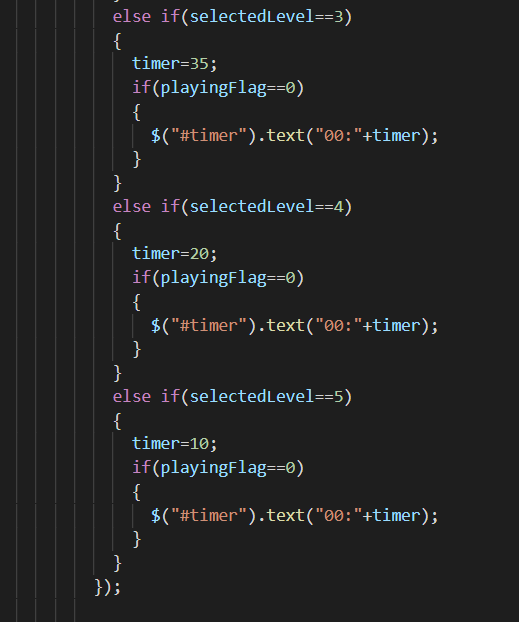 }
else if(selectedLevel==3)
{
timer=35;
if(playingFlag==0)
{
$("#timer").text("00:"+timer);
}
}
else if(selectedLevel==4)
{
timer=20;
if(playingFlag==0)
{
$("#timer").text("00:"+timer);
}
}
else if(selectedLevel==5)
{
timer=10;
if(playingFlag==0)
{
$("#timer").text("00:"+timer);
}
}
});